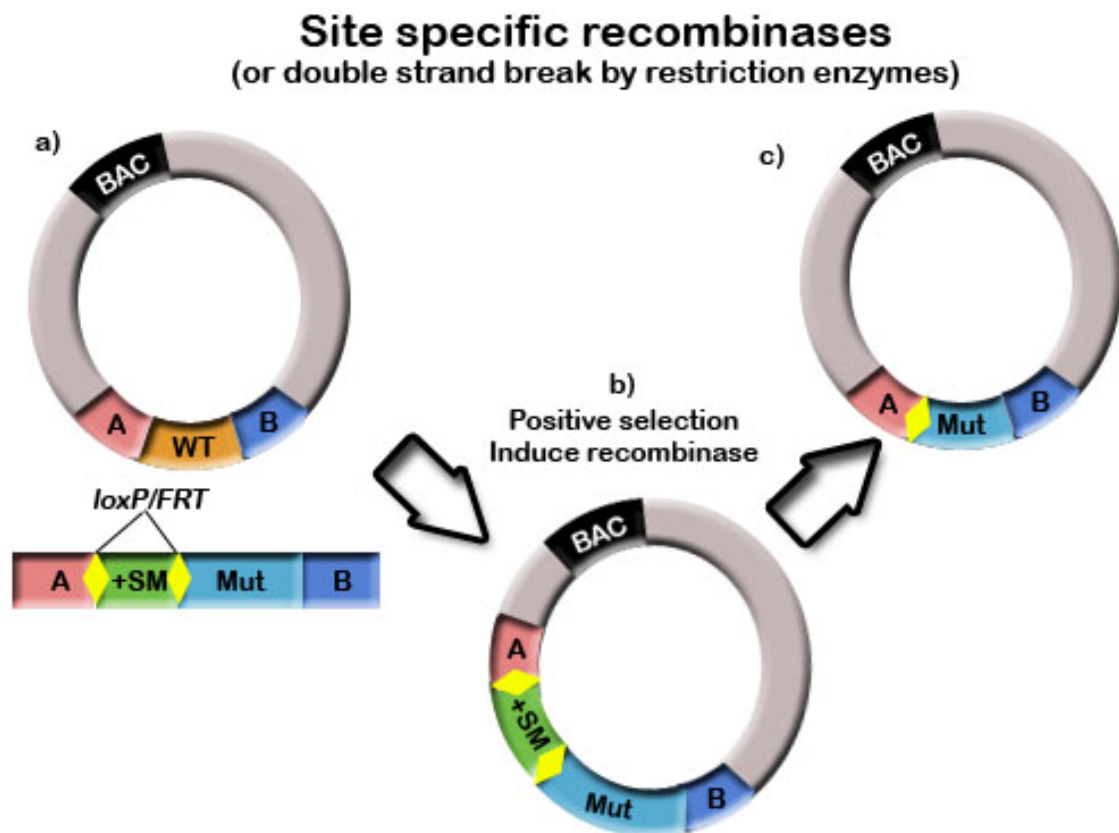 Site specific recombinases
(or double strand break by restriction enzymes)
a)
BAC
A
WT
B
loxP/FRT
A
+SM
Mut
B
b)
Positive selection
Induce recombinase
BAC
A
+SM
Mut
B
c)
BAC
A
Mut
B